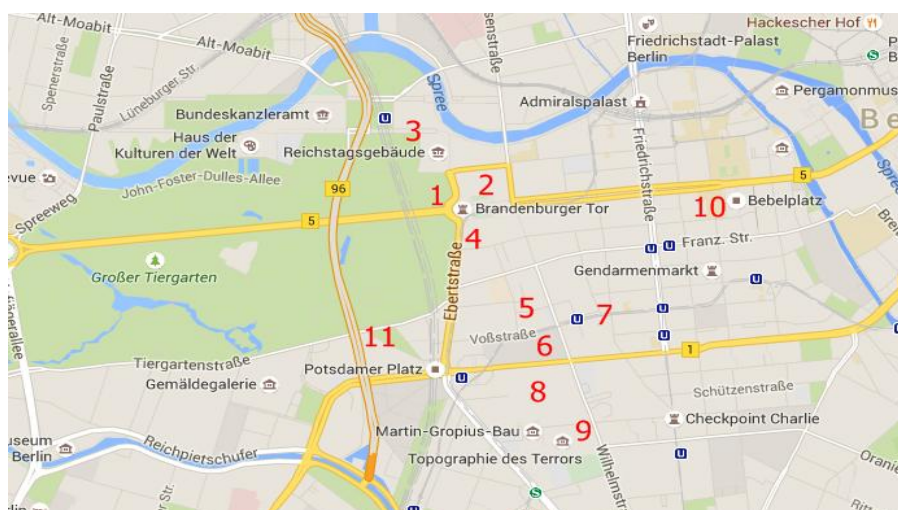 Alt-Moabit
Alt-Moabit
Hackescher Hof
Friedrichstadt-Palast
Berlin
Spenerstraße
Paulstraße
Lüneburger Str.
Spree
Bundeskanzleramt
Admiralspalast
Pergamonmus
Be
Haus der
Kulturen der Welt
3
Reichstagsgebäude
evue
John-Foster-Dulles-Allee
96
1
2
5
Spreeweg
5
Brandenburger Tor
10
Bebelplatz
Friedrichstraße
4
Franz. Str.
Großer Tiergarten
Ebertstraße
Gendarmenmarkt
5
7
Voßstraße
11
6
1
Tiergartenstraße
Potsdamer Platz
Gemäldegalerie
8
Schützenstraße
Martin-Gropius-Bau
9
Checkpoint Charlie
useum
Berlin
Reichpietschufer
Topographie des Terrors
Wilhelmstr
Oranie
Str.